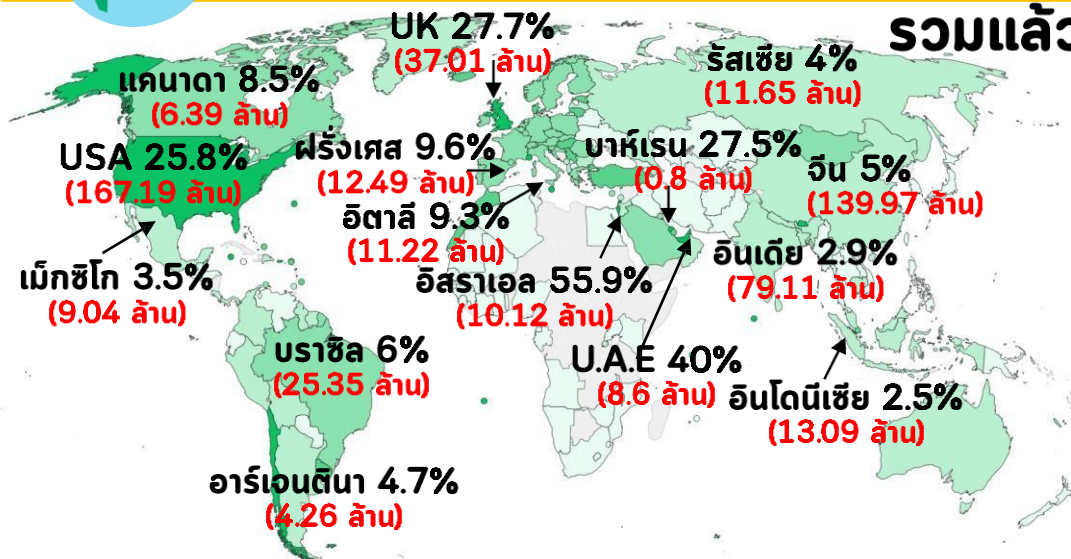 รวมแล้ว
UK 27.7%
(37.01 ล้าน)
รัสเซีย 4%
(11.65 ล้าน)
แคนาดา 8.5%
(6.39 ล้าน)
USA 25.8%
(167.19 ล้าน)
ฝรั่งเศส 9.6%
(12.49 ล้าน)
บาห์เรน 27.5%
(0.8 ล้าน)
จีน 5%
(139.97 ล้าน)
อิตาลี 9.3%
(11.22 ล้าน)
เม็กซิโก 3.5%
(9.04 ล้าน)
อิสราเอล 55.9%
(10.12 ล้าน)
อินเดีย 2.9%
(79.11 ล้าน)
บราซิล 6%
(25.35 ล้าน)
U.A.E 40%
(8.6 ล้าน)
อินโดนีเซีย 2.5%
(13.09 ล้าน)
อาร์เจนตินา 4.7%
(4.26 ล้าน)